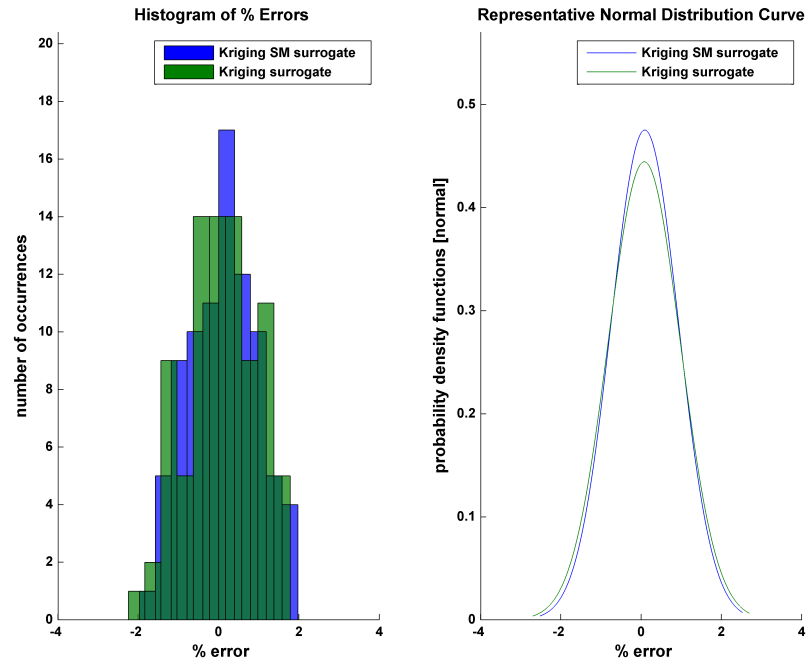 Histogram of % Errors
Kriging SM surrogate
Kriging surrogate
number of occurrences
20
18
16
14
12
10
8
6
4
2
0
-4
-2
0
2
4
% error
Representative Normal Distribution Curve
Kriging SM surrogate
Kriging surrogate
probability density functions [normal]
0.5
0.4
0.3
0.2
0.1
0
-4
-2
0
2
4
% error